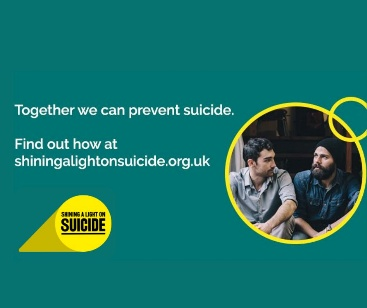 Together we can prevent suicide.
Find out how at
shiningalightonsuicide.org.uk
SHINING A LIGHT ON
SUICIDE